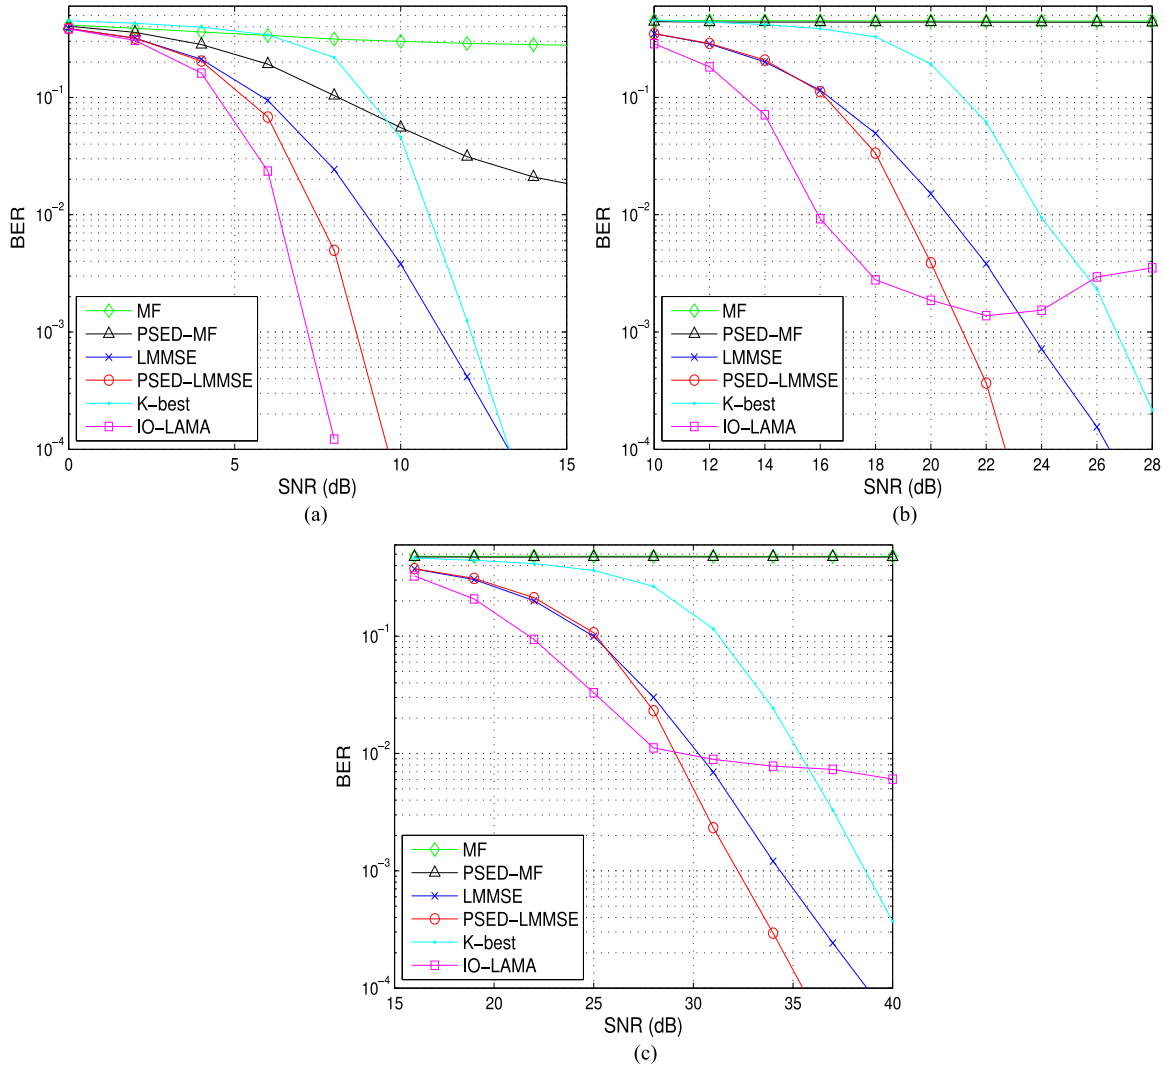 10⁻¹
10⁻²
10⁻³
10⁻⁴
BER
MF
PSED−MF
LMMSE
PSED−LMMSE
K−best
IO−LAMA
0 5 10 15
SNR (dB)
(a)
10⁻¹
10⁻²
10⁻³
10⁻⁴
BER
MF
PSED−MF
LMMSE
PSED−LMMSE
K−best
IO−LAMA
10 12 14 16 18 20 22 24 26 28
SNR (dB)
(b)
10⁻¹
10⁻²
10⁻³
10⁻⁴
BER
MF
PSED−MF
LMMSE
PSED−LMMSE
K−best
IO−LAMA
15 20 25 30 35 40
SNR (dB)
(c)